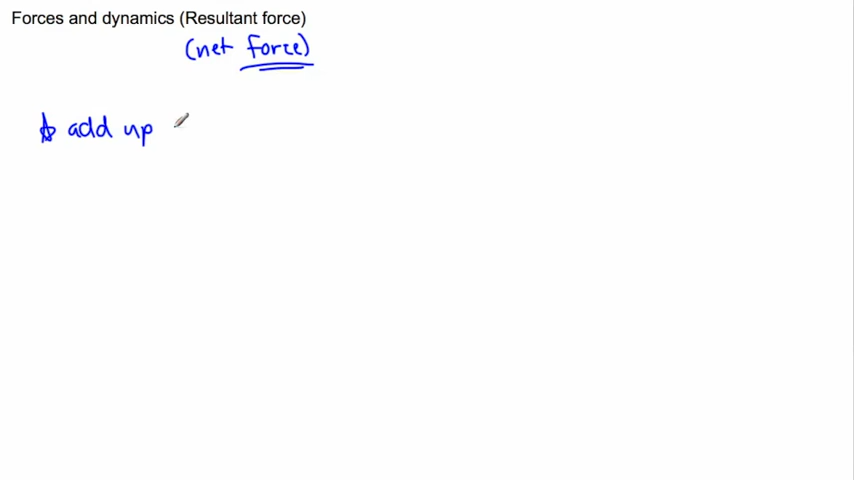 Forces and dynamics (Resultant force)
(net force)
☆ add up